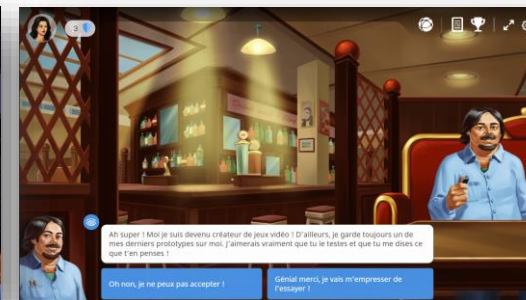 3
Ah super ! Moi je suis devenu créateur de jeux vidéo ! D'ailleurs, je garde toujours un de
mes derniers prototypes sur moi. J'aimerais vraiment que tu le testes et que tu me dises ce
que t'en penses !
Oh non, je ne peux pas accepter !
Génial merci, je vais m'empresser de
l'essayer !